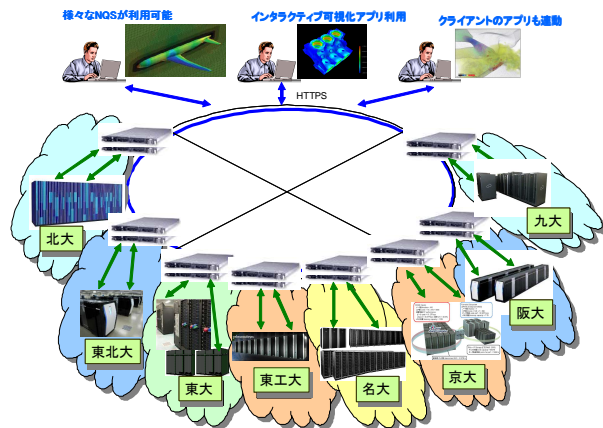 様々なNQSが利用可能
インタラクティブ可視化アプリ利用
クライアントのアプリも連動
HTTPS
北大
九大
東北大
阪大
東大
東工大
名大
京大